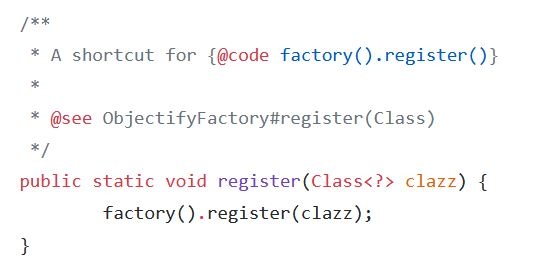 /**
 * A shortcut for {@code factory().register()}
 *
 * @see ObjectifyFactory#register(Class)
 */
public static void register(Class<?> clazz) {
        factory().register(clazz);
}